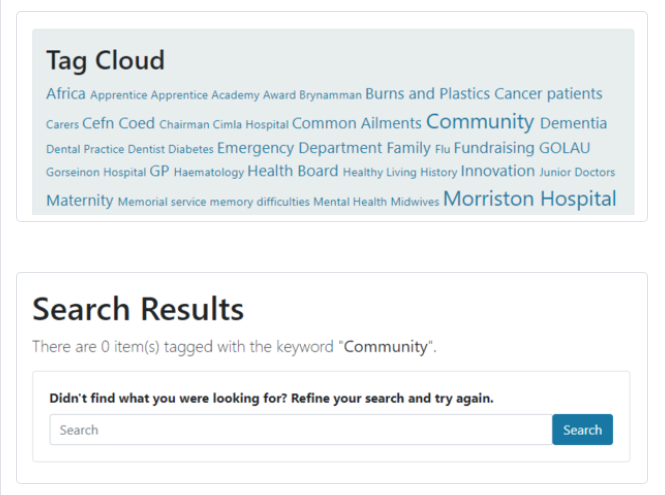 Tag Cloud
Africa Apprentice Apprentice Academy Award Brynamman Burns and Plastics Cancer patients
Carers Cefn Coed Chairman Cimla Hospital Common Ailments Community Dementia
Dental Practice Dentist Diabetes Emergency Department Family Flu Fundraising GOLAU
Gorseinon Hospital GP Haematology Health Board Healthy Living History Innovation Junior Doctors
Maternity Memorial service memory difficulties Mental Health Midwives Morriston Hospital
Search Results
There are 0 item(s) tagged with the keyword "Community".
Didn't find what you were looking for? Refine your search and try again.
Search Search